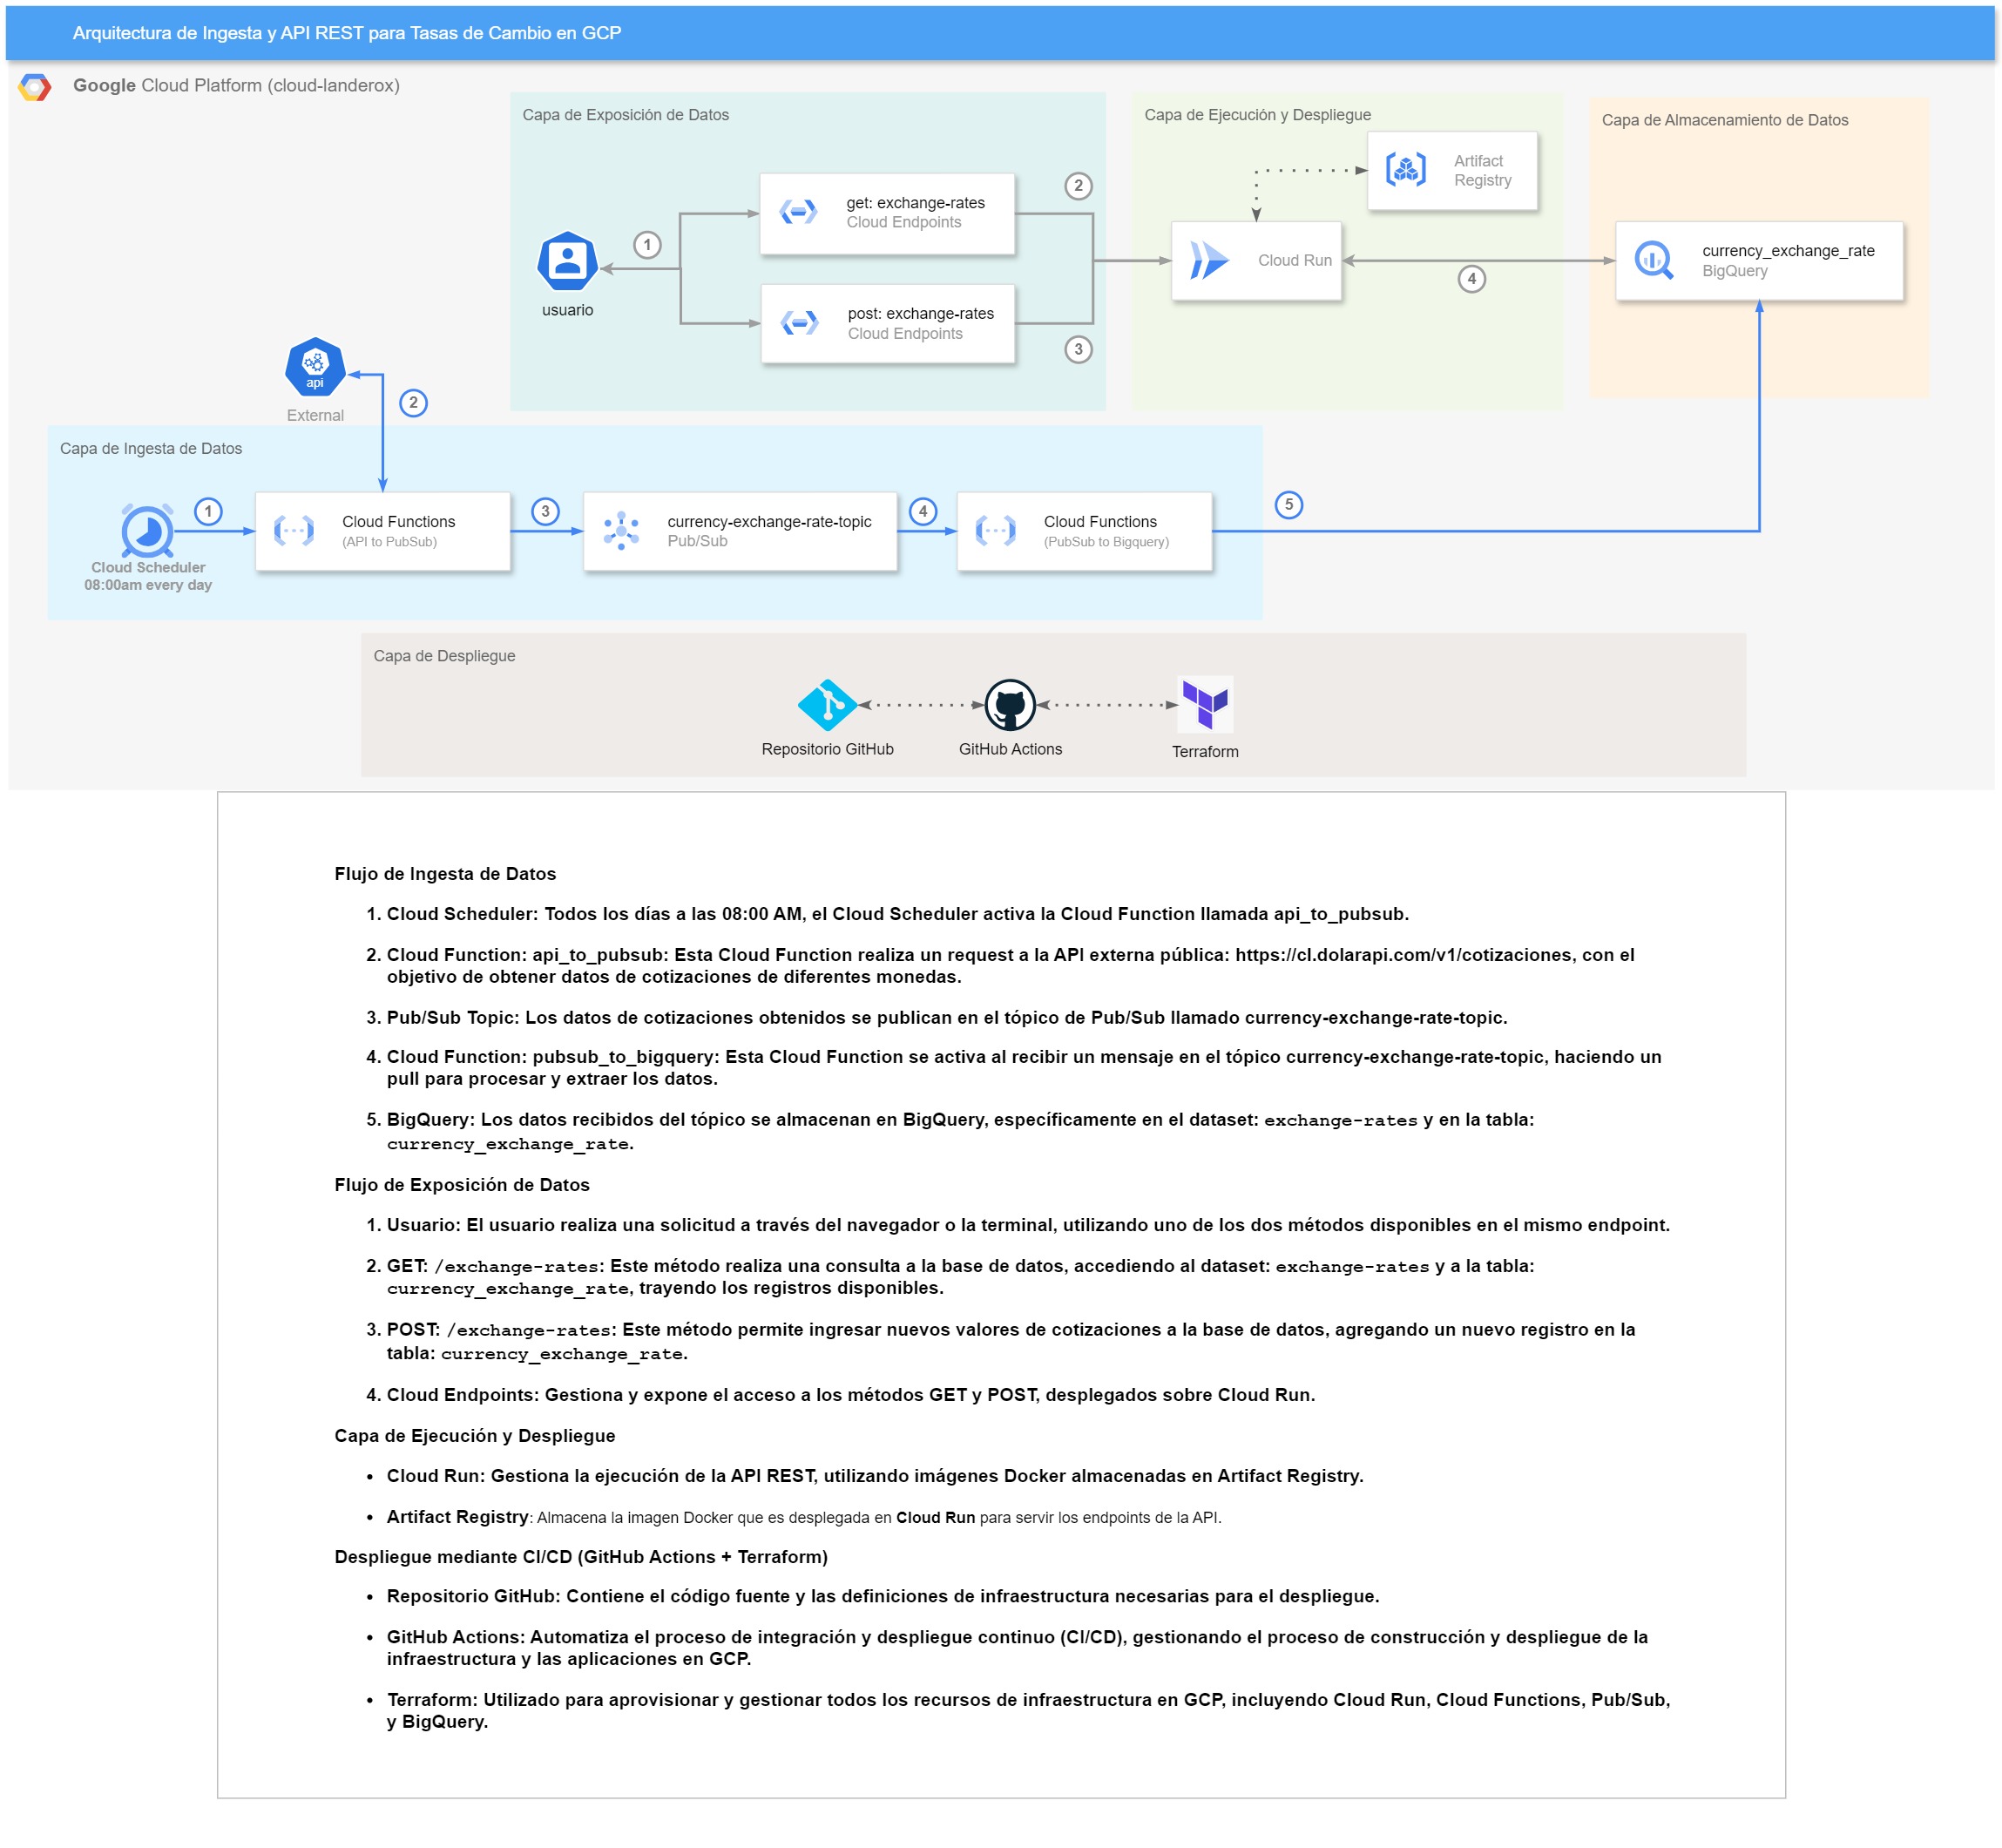 Arquitectura de Ingesta y API REST para Tasas de Cambio en GCP
Google Cloud Platform (cloud-landerox)
Capa de Exposición de Datos
Capa de Ejecución y Despliegue
Capa de Almacenamiento de Datos
Artifact
Registry
2
get: exchange-rates
Cloud Endpoints
1
usuario
Cloud Run
4
currency_exchange_rate
BigQuery
post: exchange-rates
Cloud Endpoints
3
api
External
2
Capa de Ingesta de Datos
1
Cloud Scheduler
08:00am every day
Cloud Functions
(API to PubSub)
3
currency-exchange-rate-topic
Pub/Sub
4
Cloud Functions
(PubSub to Bigquery)
5
Capa de Despliegue
Repositorio GitHub
GitHub Actions
Terraform
Flujo de Ingesta de Datos
1. Cloud Scheduler: Todos los días a las 08:00 AM, el Cloud Scheduler activa la Cloud Function llamada api_to_pubsub.
2. Cloud Function: api_to_pubsub: Esta Cloud Function realiza un request a la API externa pública: https://cl.dolarapi.com/v1/cotizaciones, con el
objetivo de obtener datos de cotizaciones de diferentes monedas.
3. Pub/Sub Topic: Los datos de cotizaciones obtenidos se publican en el tópico de Pub/Sub llamado currency-exchange-rate-topic.
4. Cloud Function: pubsub_to_bigquery: Esta Cloud Function se activa al recibir un mensaje en el tópico currency-exchange-rate-topic, haciendo un
pull para procesar y extraer los datos.
5. BigQuery: Los datos recibidos del tópico se almacenan en BigQuery, específicamente en el dataset: exchange-rates y en la tabla:
currency_exchange_rate.
Flujo de Exposición de Datos
1. Usuario: El usuario realiza una solicitud a través del navegador o la terminal, utilizando uno de los dos métodos disponibles en el mismo endpoint.
2. GET: /exchange-rates: Este método realiza una consulta a la base de datos, accediendo al dataset: exchange-rates y a la tabla:
currency_exchange_rate, trayendo los registros disponibles.
3. POST: /exchange-rates: Este método permite ingresar nuevos valores de cotizaciones a la base de datos, agregando un nuevo registro en la
tabla: currency_exchange_rate.
4. Cloud Endpoints: Gestiona y expone el acceso a los métodos GET y POST, desplegados sobre Cloud Run.
Capa de Ejecución y Despliegue
• Cloud Run: Gestiona la ejecución de la API REST, utilizando imágenes Docker almacenadas en Artifact Registry.
• Artifact Registry: Almacena la imagen Docker que es desplegada en Cloud Run para servir los endpoints de la API.
Despliegue mediante CI/CD (GitHub Actions + Terraform)
• Repositorio GitHub: Contiene el código fuente y las definiciones de infraestructura necesarias para el despliegue.
• GitHub Actions: Automatiza el proceso de integración y despliegue continuo (CI/CD), gestionando el proceso de construcción y despliegue de la
infraestructura y las aplicaciones en GCP.
• Terraform: Utilizado para aprovisionar y gestionar todos los recursos de infraestructura en GCP, incluyendo Cloud Run, Cloud Functions, Pub/Sub,
y BigQuery.